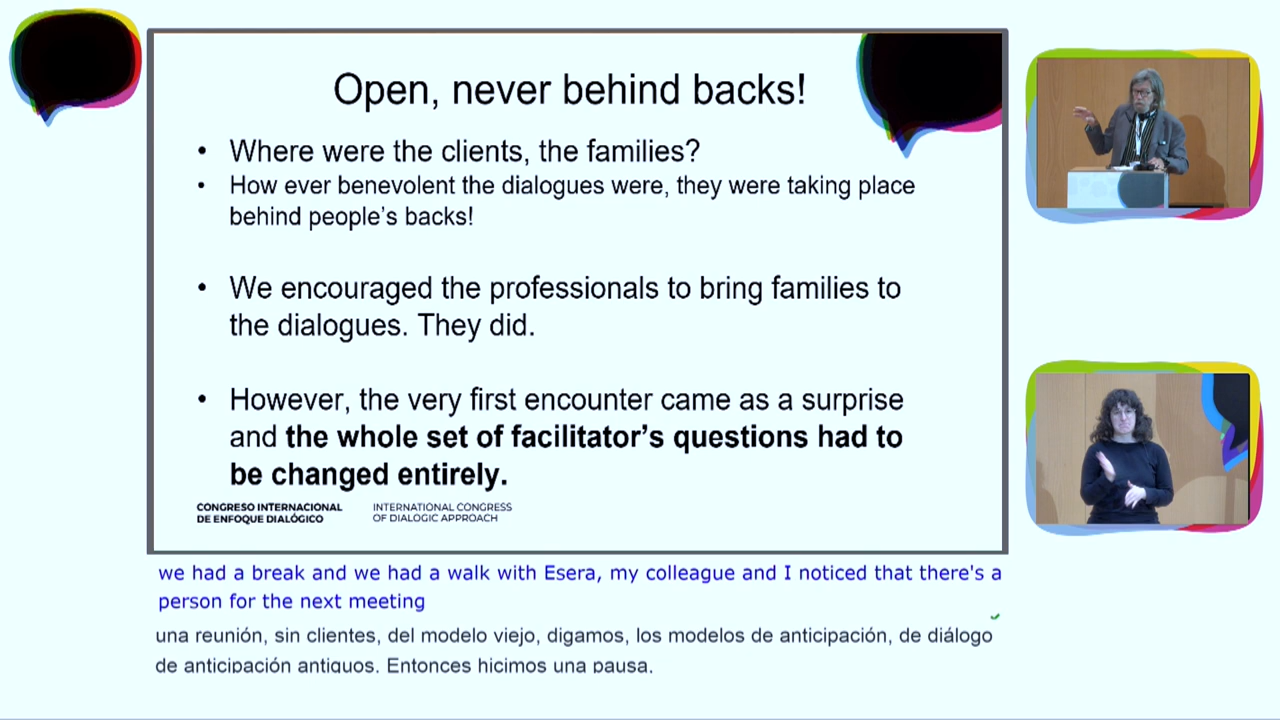 Open, never behind backs!
• Where were the clients, the families?
• How ever benevolent the dialogues were, they were taking place
behind people's backs!
• We encouraged the professionals to bring families to
the dialogues. They did.
• However, the very first encounter came as a surprise
and the whole set of facilitator's questions had to
be changed entirely.
CONGRESO INTERNACIONAL
DE ENFOQUE DIALÓGICO
INTERNATIONAL CONGRESS
OF DIALOGIC APPROACH
we had a break and we had a walk with Esera, my colleague and I noticed that there's a
person for the next meeting
una reunión, sin clientes, del modelo viejo, digamos, los modelos de anticipación, de diálogo
de anticipación antiguos. Entonces hicimos una pausa.